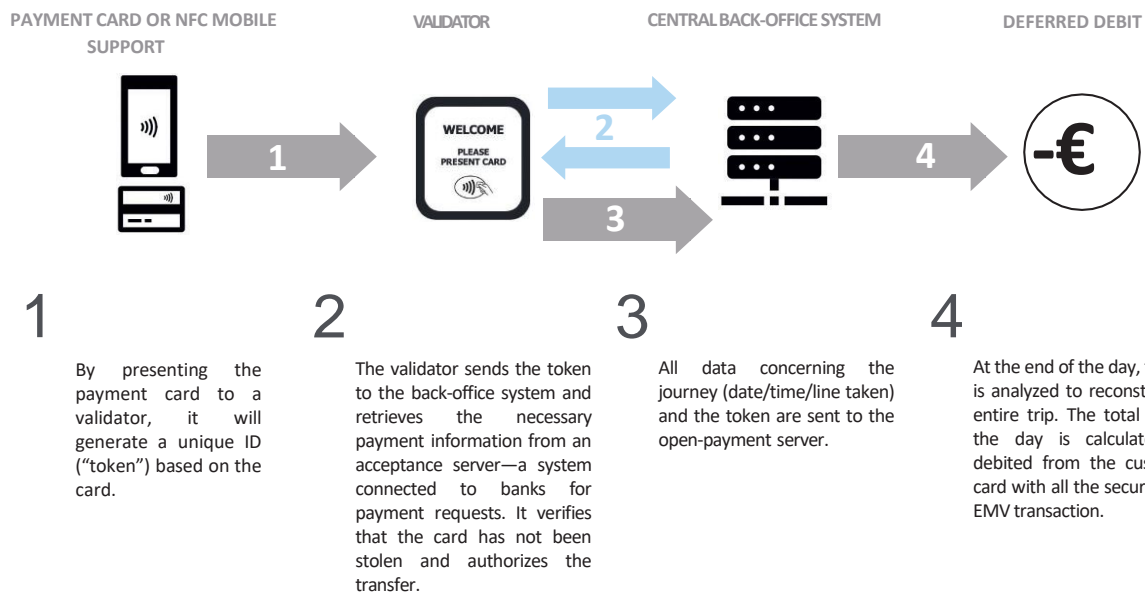 PAYMENT CARD OR NFC MOBILE
SUPPORT
VALIDATOR
CENTRAL BACK-OFFICE SYSTEM
DEFERRED DEBIT
1
WELCOME
PLEASE
PRESENT CARD
2
3
4
-€
1
By presenting the
payment card to a
validator, it will
generate a unique ID
(“token”) based on the
card.
2
The validator sends the token
to the back-office system and
retrieves the necessary
payment information from an
acceptance server—a system
connected to banks for
payment requests. It verifies
that the card has not been
stolen and authorizes the
transfer.
3
All data concerning the
journey (date/time/line taken)
and the token are sent to the
open-payment server.
4
At the end of the day,
is analyzed to
entire trip. The total
the day is
debited from the
card with all the
EMV transaction.